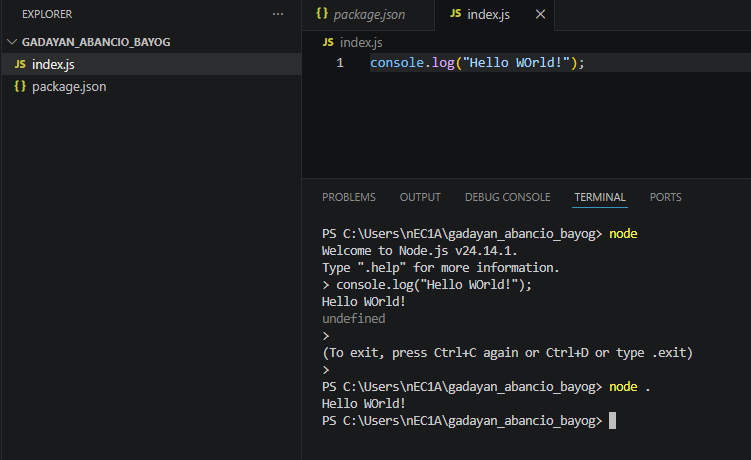 EXPLORER
GADAYAN_ABANCIO_BAYOG
JS index.js
{} package.json
{} package.json
JS index.js
JS index.js
1 console.log("Hello WOrld!");
PROBLEMS OUTPUT DEBUG CONSOLE TERMINAL PORTS
PS C:\Users\nEC1A\gadayan_abancio_bayog> node
Welcome to Node.js v24.14.1.
Type ".help" for more information.
> console.log("Hello WOrld!");
Hello WOrld!
undefined
>
(To exit, press Ctrl+C again or Ctrl+D or type .exit)
>
PS C:\Users\nEC1A\gadayan_abancio_bayog> node .
Hello WOrld!
PS C:\Users\nEC1A\gadayan_abancio_bayog>